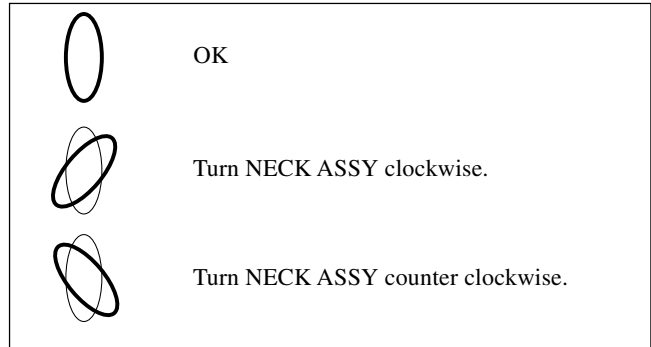 OK
Turn NECK ASSY clockwise.
Turn NECK ASSY counter clockwise.